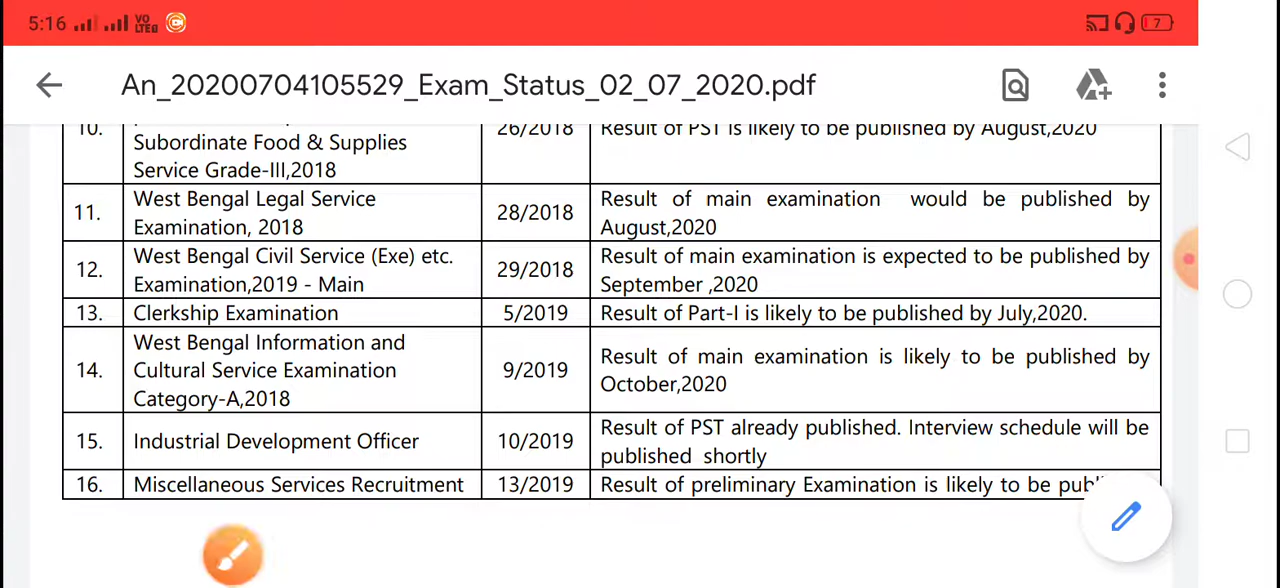 5:16 VO LTE 7
An_20200704105529_Exam_Status_02_07_2020.pdf
10. 26/2018 Result of PST is likely to be published by August,2020
Subordinate Food & Supplies
Service Grade-III,2018
11. West Bengal Legal Service
Examination, 2018
28/2018
Result of main examination would be published by
August,2020
12. West Bengal Civil Service (Exe) etc.
Examination,2019 - Main
29/2018
Result of main examination is expected to be published by
September ,2020
13. Clerkship Examination 5/2019 Result of Part-I is likely to be published by July,2020.
14. West Bengal Information and
Cultural Service Examination
Category-A,2018
9/2019
Result of main examination is likely to be published by
October,2020
15. Industrial Development Officer 10/2019
Result of PST already published. Interview schedule will be
published shortly
16. Miscellaneous Services Recruitment 13/2019 Result of preliminary Examination is likely to be